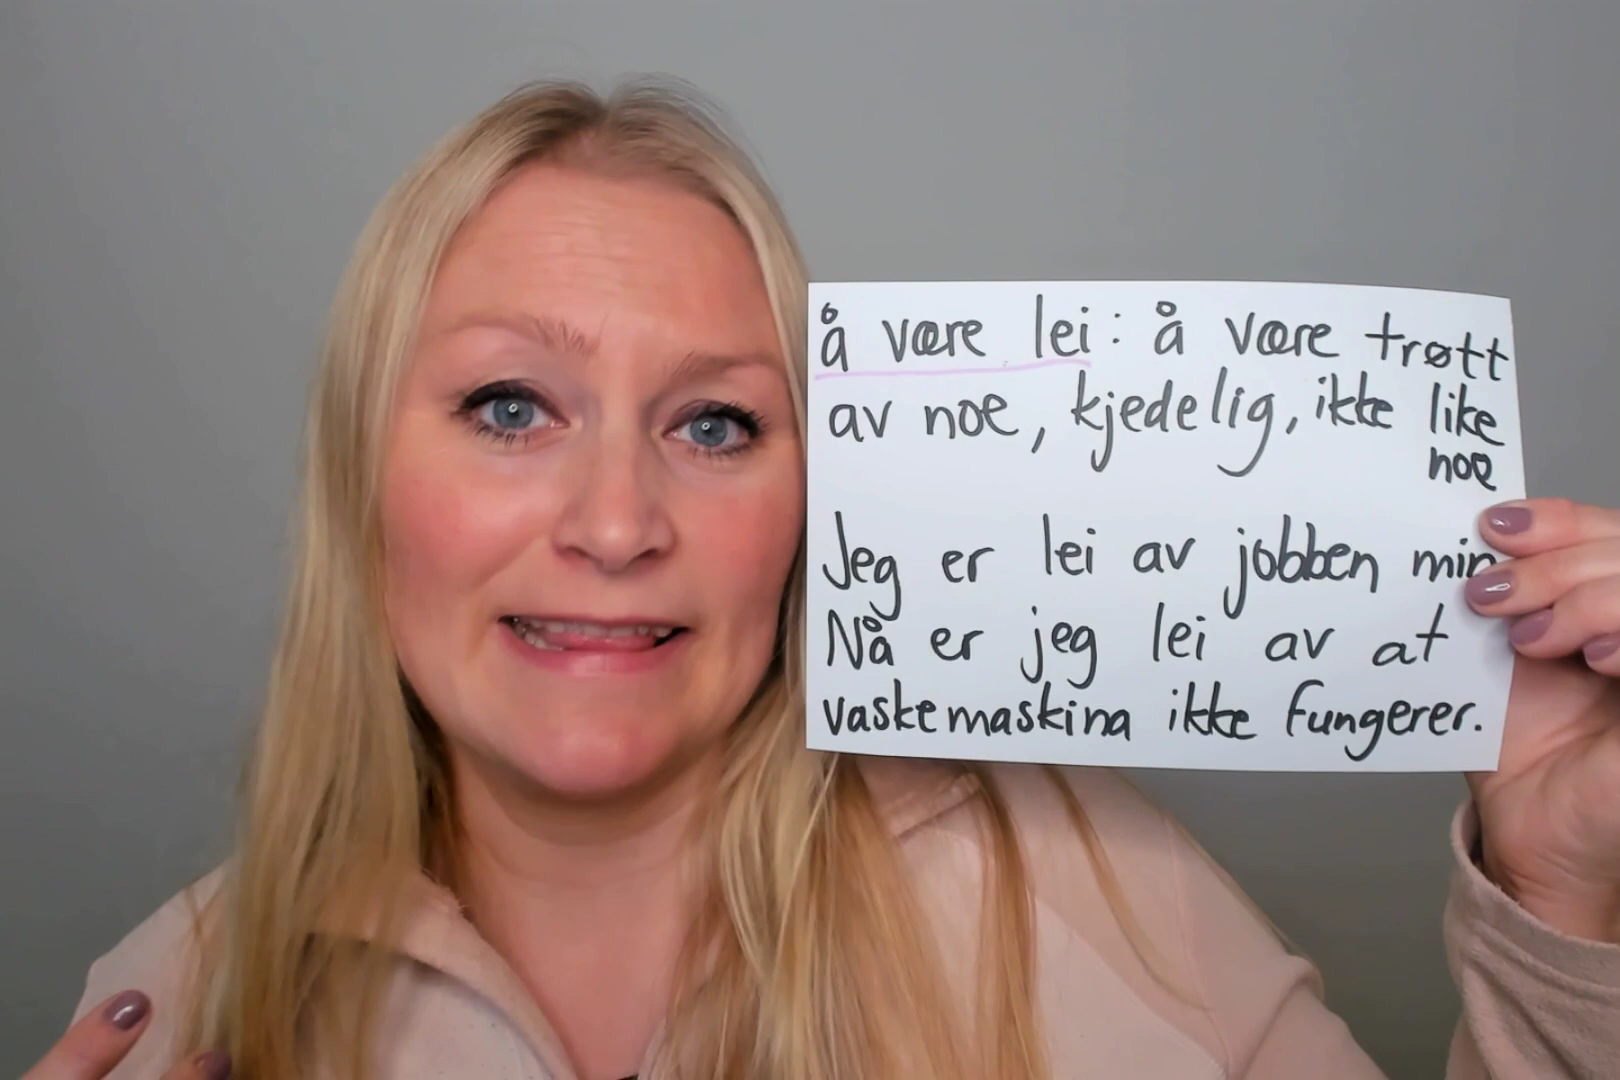 å være lei: å være trøtt
av noe, kjedelig, ikke like
noe
Jeg er lei av jobben min
Nå er jeg lei av at
vaskemaskina ikke fungerer.